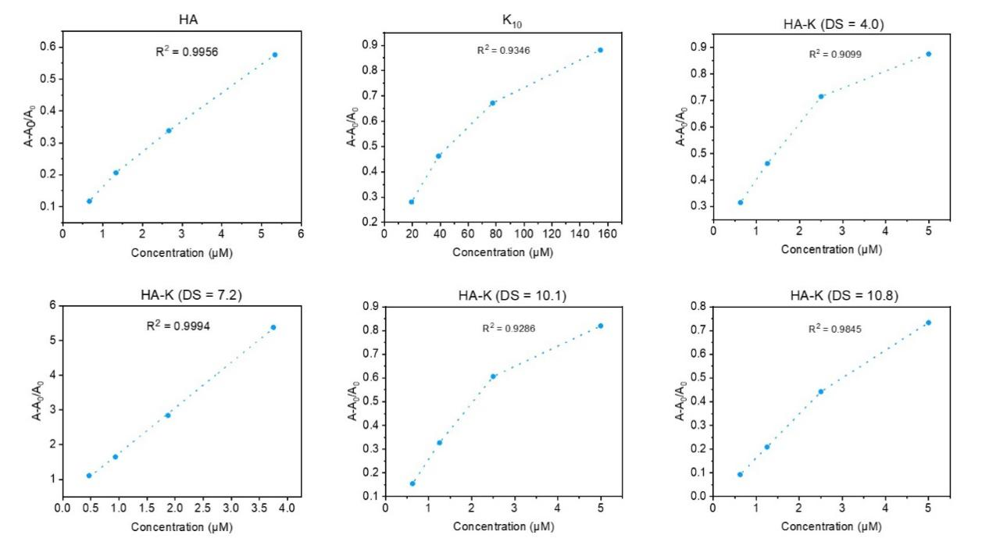 HA
R² = 0.9956
A-A₀/A₀
0.6
0.5
0.4
0.3
0.2
0.1
0 1 2 3 4 5 6
Concentration (µM)
K₁₀
R² = 0.9346
A-A₀/A₀
0.9
0.8
0.7
0.6
0.5
0.4
0.3
0.2
0 20 40 60 80 100 120 140 160
Concentration (µM)
HA-K (DS = 4.0)
R² = 0.9099
A-A₀/A₀
0.9
0.8
0.7
0.6
0.5
0.4
0.3
0 1 2 3 4 5
Concentration (µM)
HA-K (DS = 7.2)
R² = 0.9994
A-A₀/A₀
6
5
4
3
2
1
0.0 0.5 1.0 1.5 2.0 2.5 3.0 3.5 4.0
Concentration (µM)
HA-K (DS = 10.1)
R² = 0.9286
A-A₀/A₀
0.9
0.8
0.7
0.6
0.5
0.4
0.3
0.2
0.1
0 1 2 3 4 5
Concentration (µM)
HA-K (DS = 10.8)
R² = 0.9845
A-A₀/A₀
0.8
0.7
0.6
0.5
0.4
0.3
0.2
0.1
0.0
0 1 2 3 4 5
Concentration (µM)